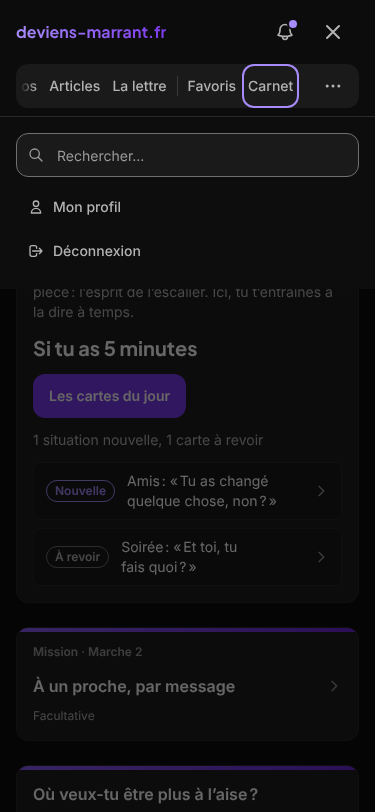 deviens-marrant.fr
os Articles La lettre Favoris Carnet ...
Rechercher...
Mon profil
Déconnexion
pièce : l'esprit de l'escalier. Ici, tu t'entraînes à
la dire à temps.
Si tu as 5 minutes
Les cartes du jour
1 situation nouvelle, 1 carte à revoir
Nouvelle
Amis : « Tu as changé
quelque chose, non ? »
À revoir
Soirée : « Et toi, tu
fais quoi ? »
Mission · Marche 2
À un proche, par message
Facultative
Où veux-tu être plus à l'aise ?